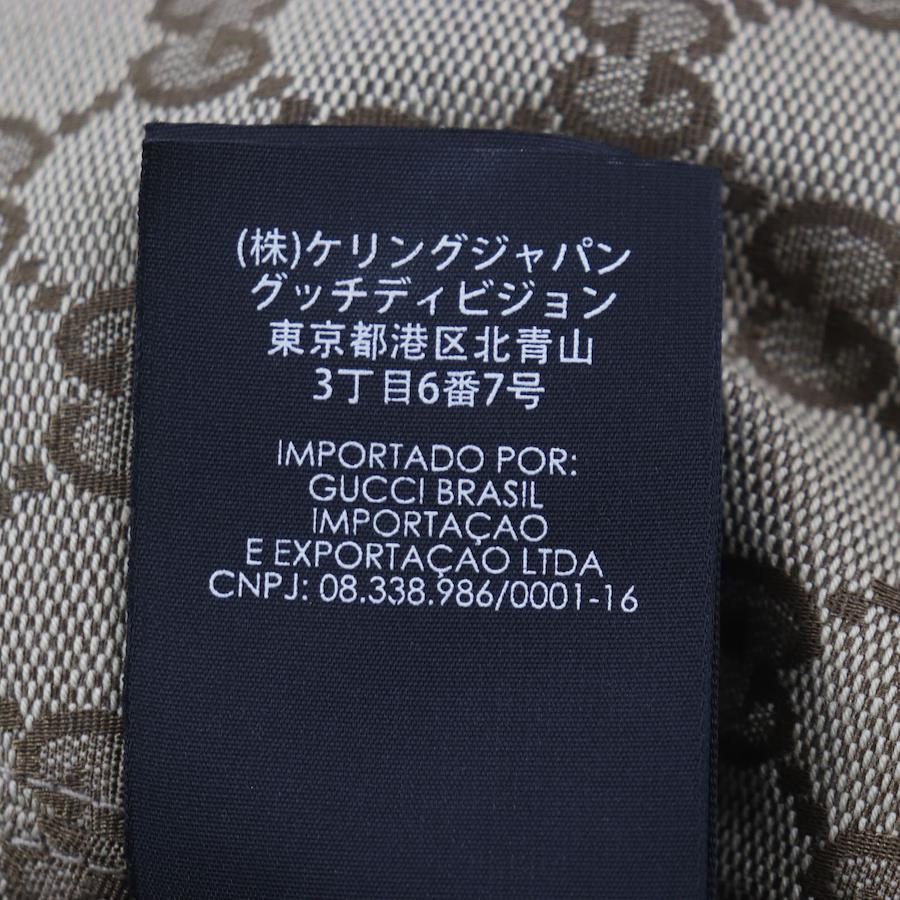 (株)ケリングジャパン
グッチディビジョン
東京都港区北青山
3丁目6番7号
IMPORTADO POR:
GUCCI BRASIL
IMPORTAÇAO
E EXPORTAÇAO LTDA
CNPJ: 08.338.986/0001-16